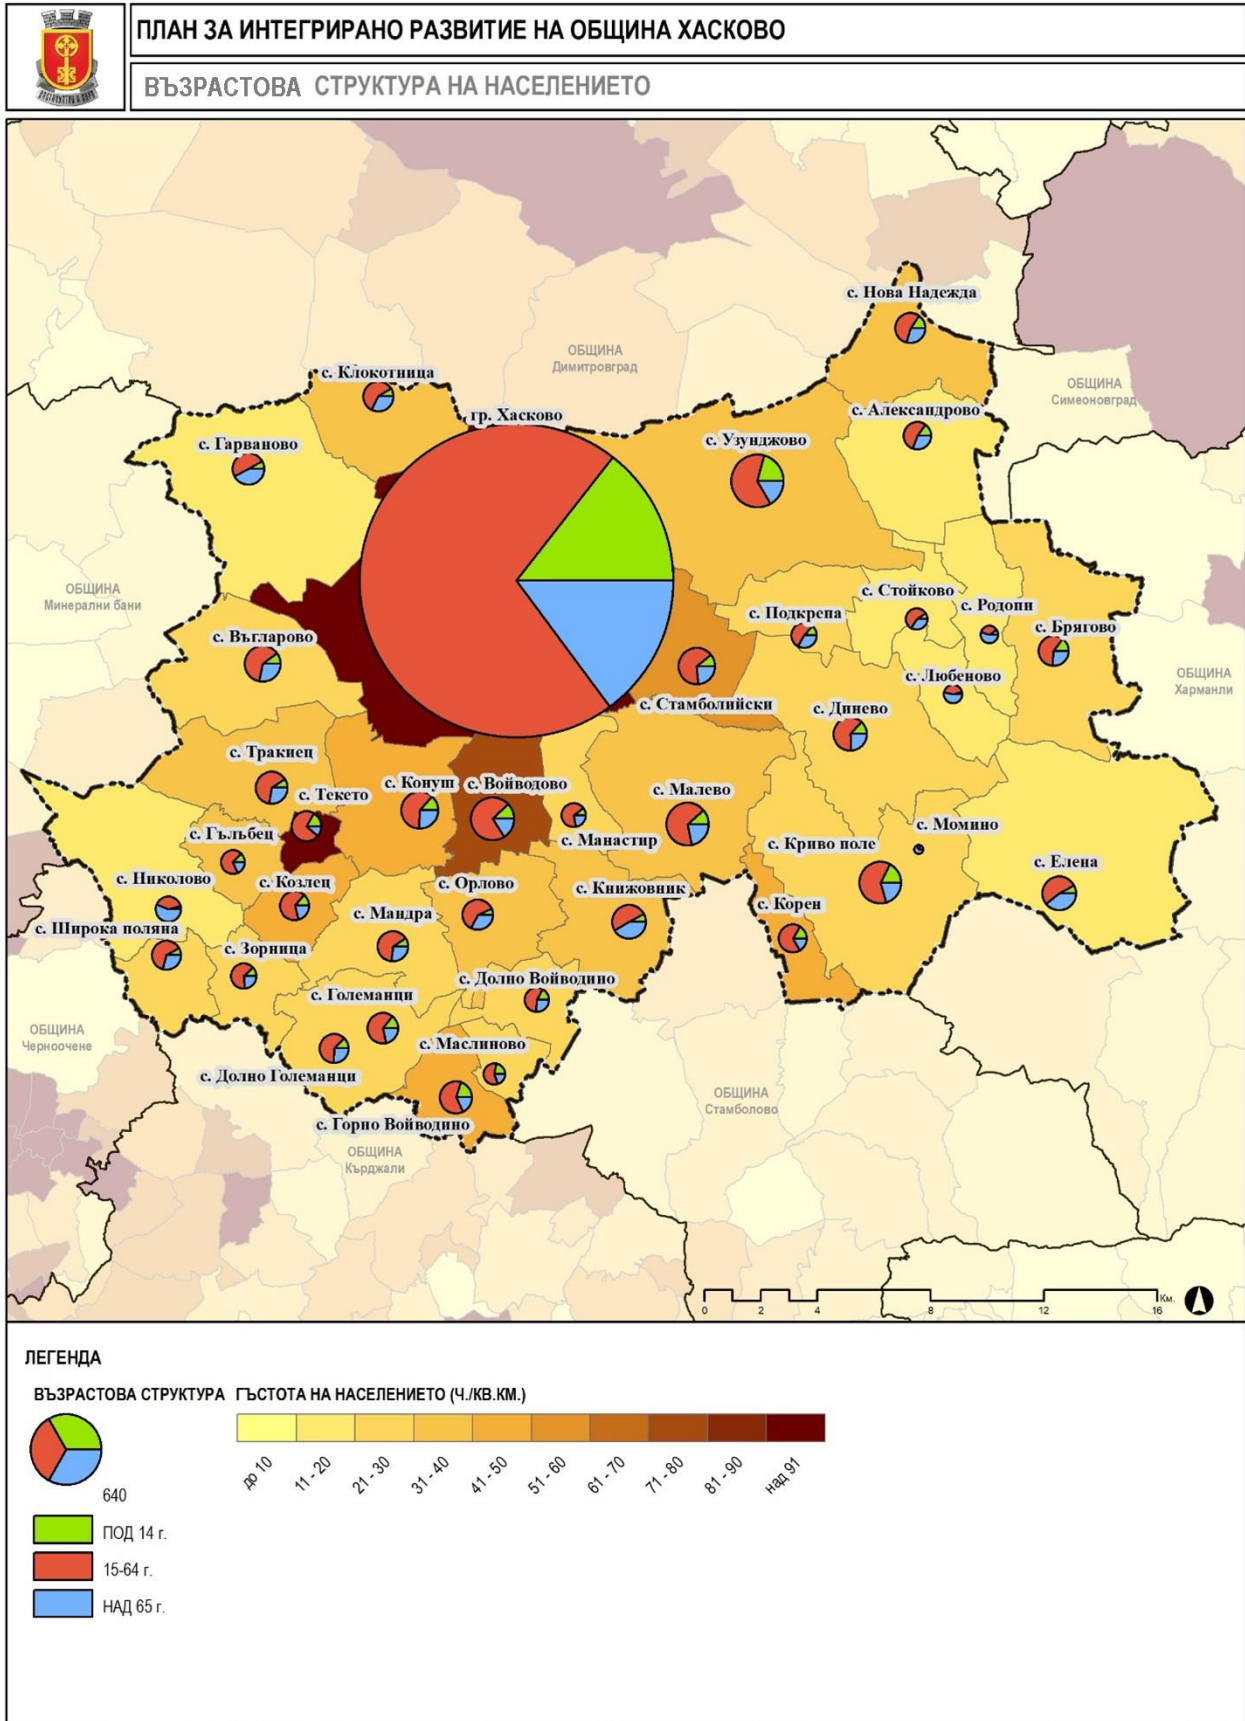 ПЛАН ЗА ИНТЕГРИРАНО РАЗВИТИЕ НА ОБЩИНА ХАСКОВО
ВЪЗРАСТОВА СТРУКТУРА НА НАСЕЛЕНИЕТО
с. Нова Надежда
ОБЩИНА
Димитровград
с. Клокотница
ОБЩИНА
Симеоновград
гр. Хасково
с. Александрово
с. Гарваново
с. Узунджово
ОБЩИНА
Минерални бани
с. Стойково
с. Подкрепа
с. Родопи
с. Брягово
с. Въгларово
с. Любеново
ОБЩИНА
Харманли
с. Стамболийски
с. Динево
с. Тракиец
с. Текето
с. Конуш
с. Войводово
с. Малево
с. Гълъбец
с. Манастир
с. Криво поле
с. Момино
с. Елена
с. Николово
с. Козлец
с. Орлово
с. Книжовник
с. Корен
с. Мандра
с. Широка поляна
с. Зорница
с. Долно Войводино
с. Големанци
ОБЩИНА
Черноочене
с. Маслиново
с. Долно Големанци
ОБЩИНА
Стамболово
с. Горно Войводино
ОБЩИНА
Кърджали
0 2 4 8 12 16 Км.
ЛЕГЕНДА
ВЪЗРАСТОВА СТРУКТУРА ГЪСТОТА НА НАСЕЛЕНИЕТО (Ч./КВ.КМ.)
до 10 11 - 20 21 - 30 31 - 40 41 - 50 51 - 60 61 - 70 71 - 80 81 - 90 над 91
640
ПОД 14 г.
15-64 г.
НАД 65 г.